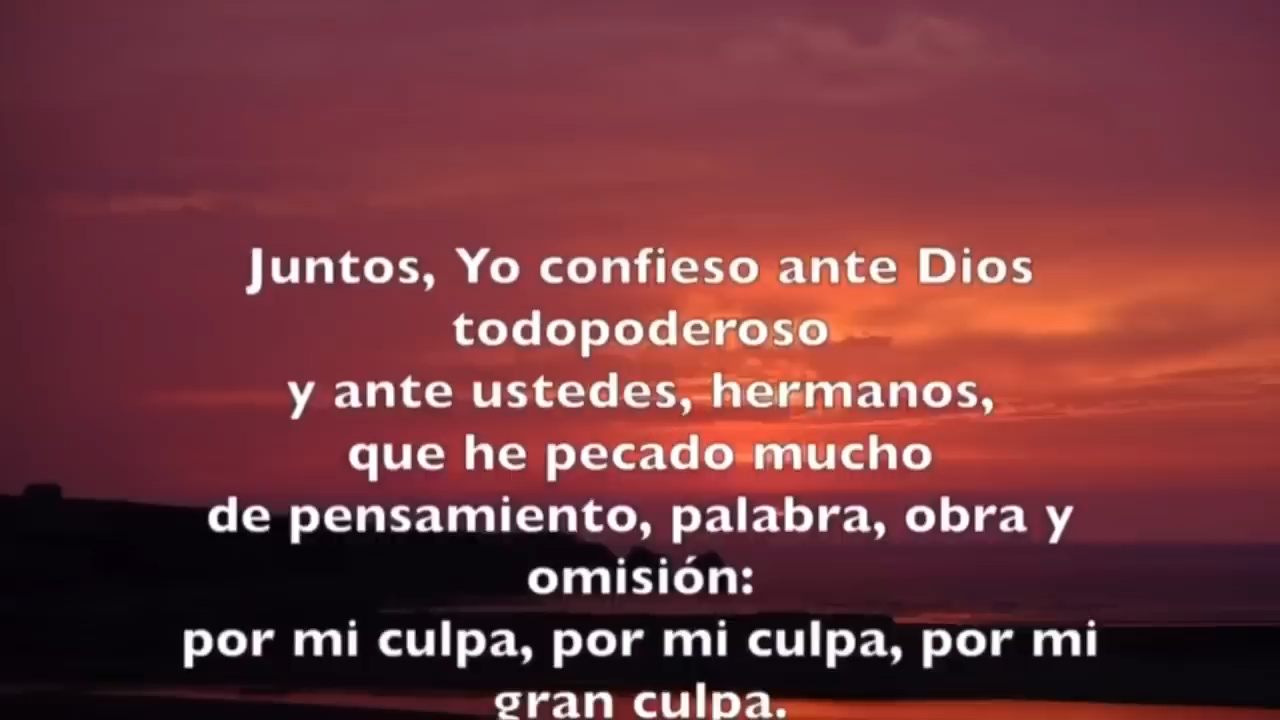 Juntos, Yo confieso ante Dios
todopoderoso
y ante ustedes, hermanos,
que he pecado mucho
de pensamiento, palabra, obra y
omisión:
por mi culpa, por mi culpa, por mi
gran culpa.